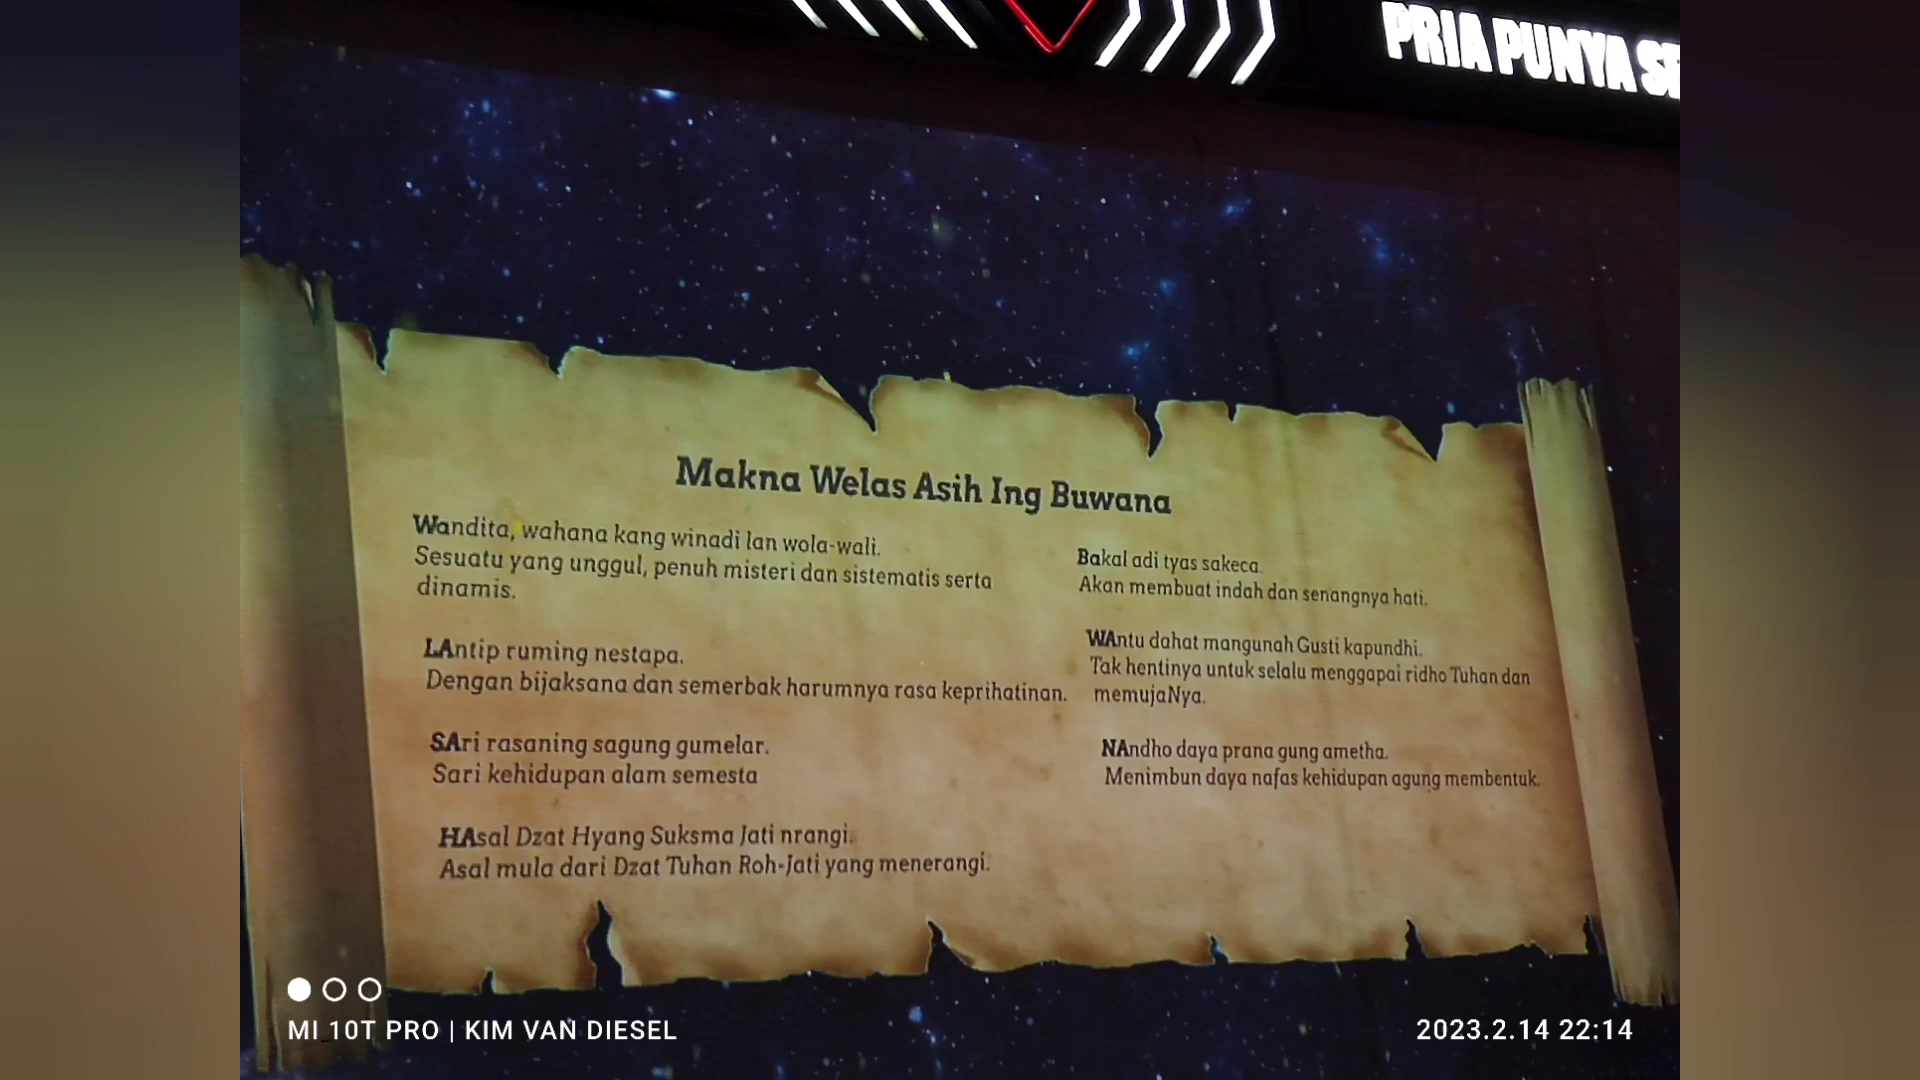 PRIA PUNYA
Makna Welas Asih Ing Buwana
Wandita, wahana kang winadi lan wola-wali.
Sesuatu yang unggul, penuh misteri dan sistematis serta
dinamis.
LAntip ruming nestapa.
Dengan bijaksana dan semerbak harumnya rasa keprihatinan.
SAri rasaning sagung gumelar.
Sari kehidupan alam semesta
HAsal Dzat Hyang Suksma Jati nrangi.
Asal mula dari Dzat Tuhan Roh-Jati yang menerangi.
Bakal adi tyas sakeca.
Akan membuat indah dan senangnya hati.
WAntu dahat mangunah Gusti kapundhi.
Tak hentinya untuk selalu menggapai ridho Tuhan dan
memujaNya.
NAndho daya prana gung ametha.
Menimbun daya nafas kehidupan agung membentuk.
MI 10T PRO | KIM VAN DIESEL
2023.2.14 22:14